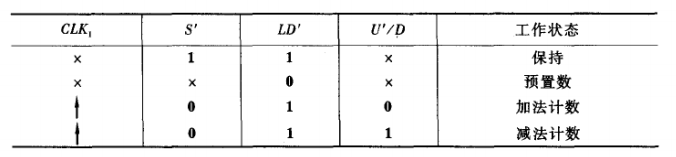 CLK₁ S′ LD′ U′/D 工作状态
× 1 1 × 保持
× × 0 × 预置数
↑ 0 1 0 加法计数
↑ 0 1 1 减法计数